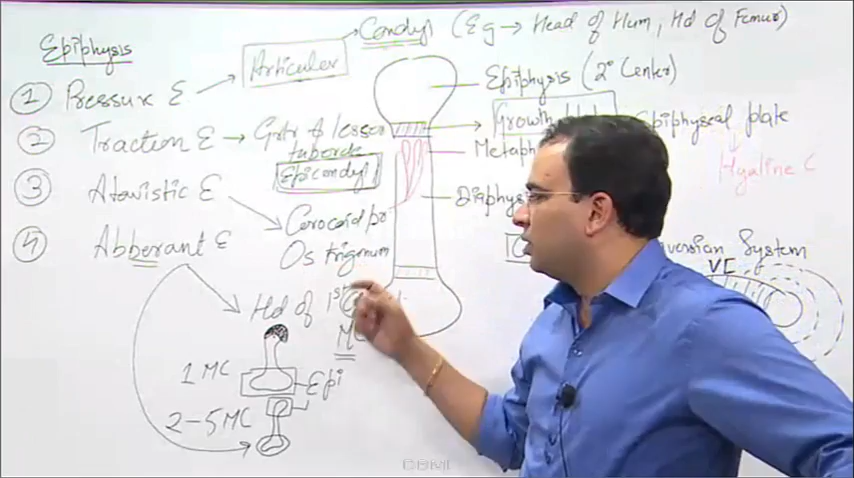 Epiphysis
Condyl (Eg → Head of Hum, Hd of Femur)
① Pressure E → Articular
Epiphysis (2° Center)
② Traction E → Grtr & lesser tubercle
Epicondyl
Growth Epiphyseal plate
Metaph
Hyaline C
③ Atavistic E
Diaphys
Coracoid pr
Os trigonum
④ Abberant E
versian System
VE
Hd of 1st
M
1 MC
Epi
2-5 MC